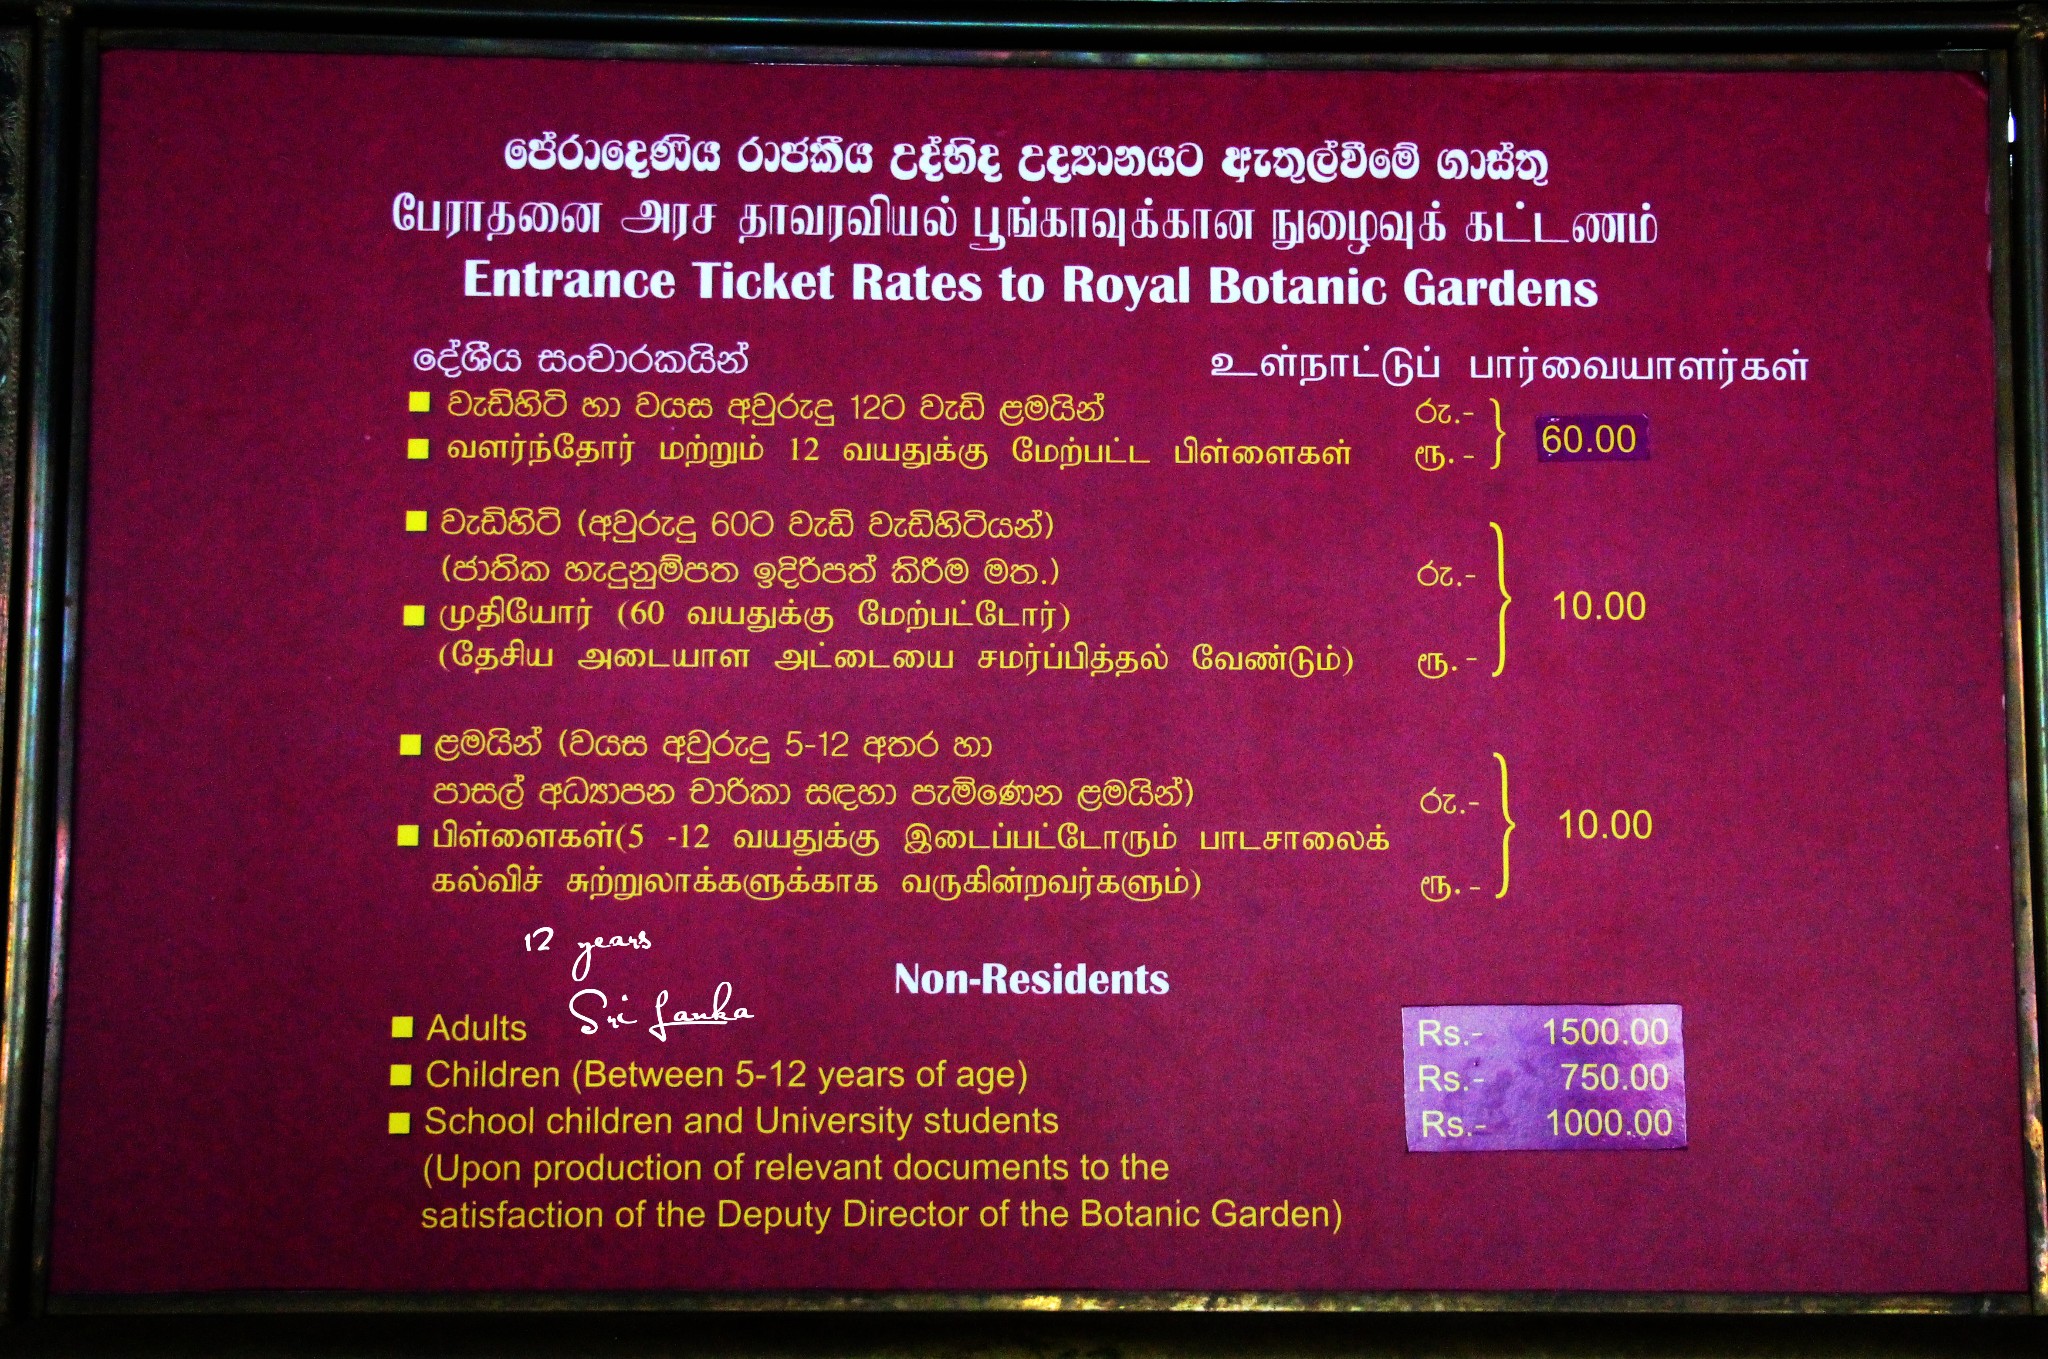 පේරාදෙණිය රාජකීය උද්භිද උද්‍යානයට ඇතුල්වීමේ ගාස්තු
பேராதனை அரச தாவரவியல் பூங்காவுக்கான நுழைவுக் கட்டணம்
Entrance Ticket Rates to Royal Botanic Gardens
දේශීය සංචාරකයින් உள்நாட்டுப் பார்வையாளர்கள்
■ වැඩිහිටි හා වයස අවුරුදු 12ට වැඩි ළමයින් රු.-
■ வளர்ந்தோர் மற்றும் 12 வயதுக்கு மேற்பட்ட பிள்ளைகள் ரூ.-
60.00
■ වැඩිහිටි (අවුරුදු 60ට වැඩි වැඩිහිටියන්)
(ජාතික හැඳුනුම්පත ඉදිරිපත් කිරීම මත.) රු.-
■ முதியோர் (60 வயதுக்கு மேற்பட்டோர்)
10.00
(தேசிய அடையாள அட்டையை சமர்ப்பித்தல் வேண்டும்) ரூ.-
■ ළමයින් (වයස අවුරුදු 5-12 අතර හා
පාසල් අධ්‍යාපන චාරිකා සඳහා පැමිණෙන ළමයින්) රු.-
■ பிள்ளைகள்(5 -12 வயதுக்கு இடைப்பட்டோரும் பாடசாலைக்
10.00
கல்விச் சுற்றுலாக்களுக்காக வருகின்றவர்களும்) ரூ.-
12 years
Non-Residents
Sri Lanka
■ Adults Rs.- 1500.00
■ Children (Between 5-12 years of age) Rs.- 750.00
■ School children and University students Rs.- 1000.00
(Upon production of relevant documents to the
satisfaction of the Deputy Director of the Botanic Garden)